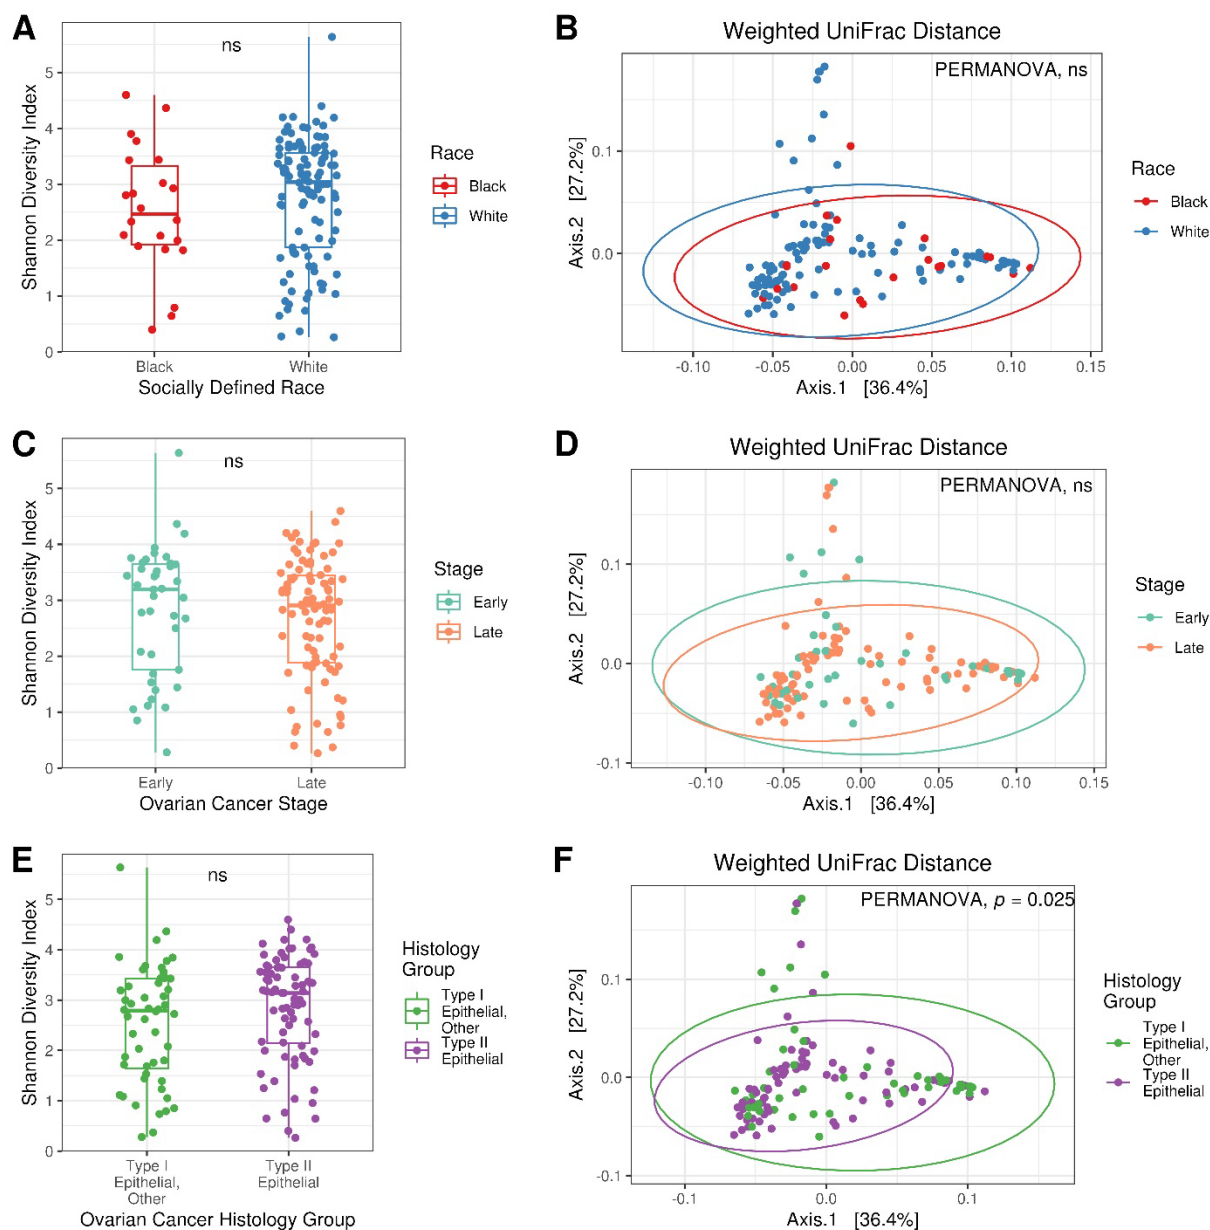 A
ns
Shannon Diversity Index
5
4
3
2
1
0
Black
White
Socially Defined Race
Race
Black
White
B
Weighted UniFrac Distance
PERMANOVA, ns
Axis.2 [27.2%]
0.1
0.0
-0.10
-0.05
0.00
0.05
0.10
0.15
Axis.1 [36.4%]
Race
Black
White
C
ns
Shannon Diversity Index
5
4
3
2
1
0
Early
Late
Ovarian Cancer Stage
Stage
Early
Late
D
Weighted UniFrac Distance
PERMANOVA, ns
Axis.2 [27.2%]
0.1
0.0
-0.1
-0.10
-0.05
0.00
0.05
0.10
0.15
Axis.1 [36.4%]
Stage
Early
Late
E
ns
Shannon Diversity Index
5
4
3
2
1
0
Type I
Epithelial,
Other
Type II
Epithelial
Ovarian Cancer Histology Group
Histology
Group
Type I
Epithelial,
Other
Type II
Epithelial
F
Weighted UniFrac Distance
PERMANOVA, p = 0.025
Axis.2 [27.2%]
0.1
0.0
-0.1
-0.1
0.0
0.1
Axis.1 [36.4%]
Histology
Group
Type I
Epithelial,
Other
Type II
Epithelial